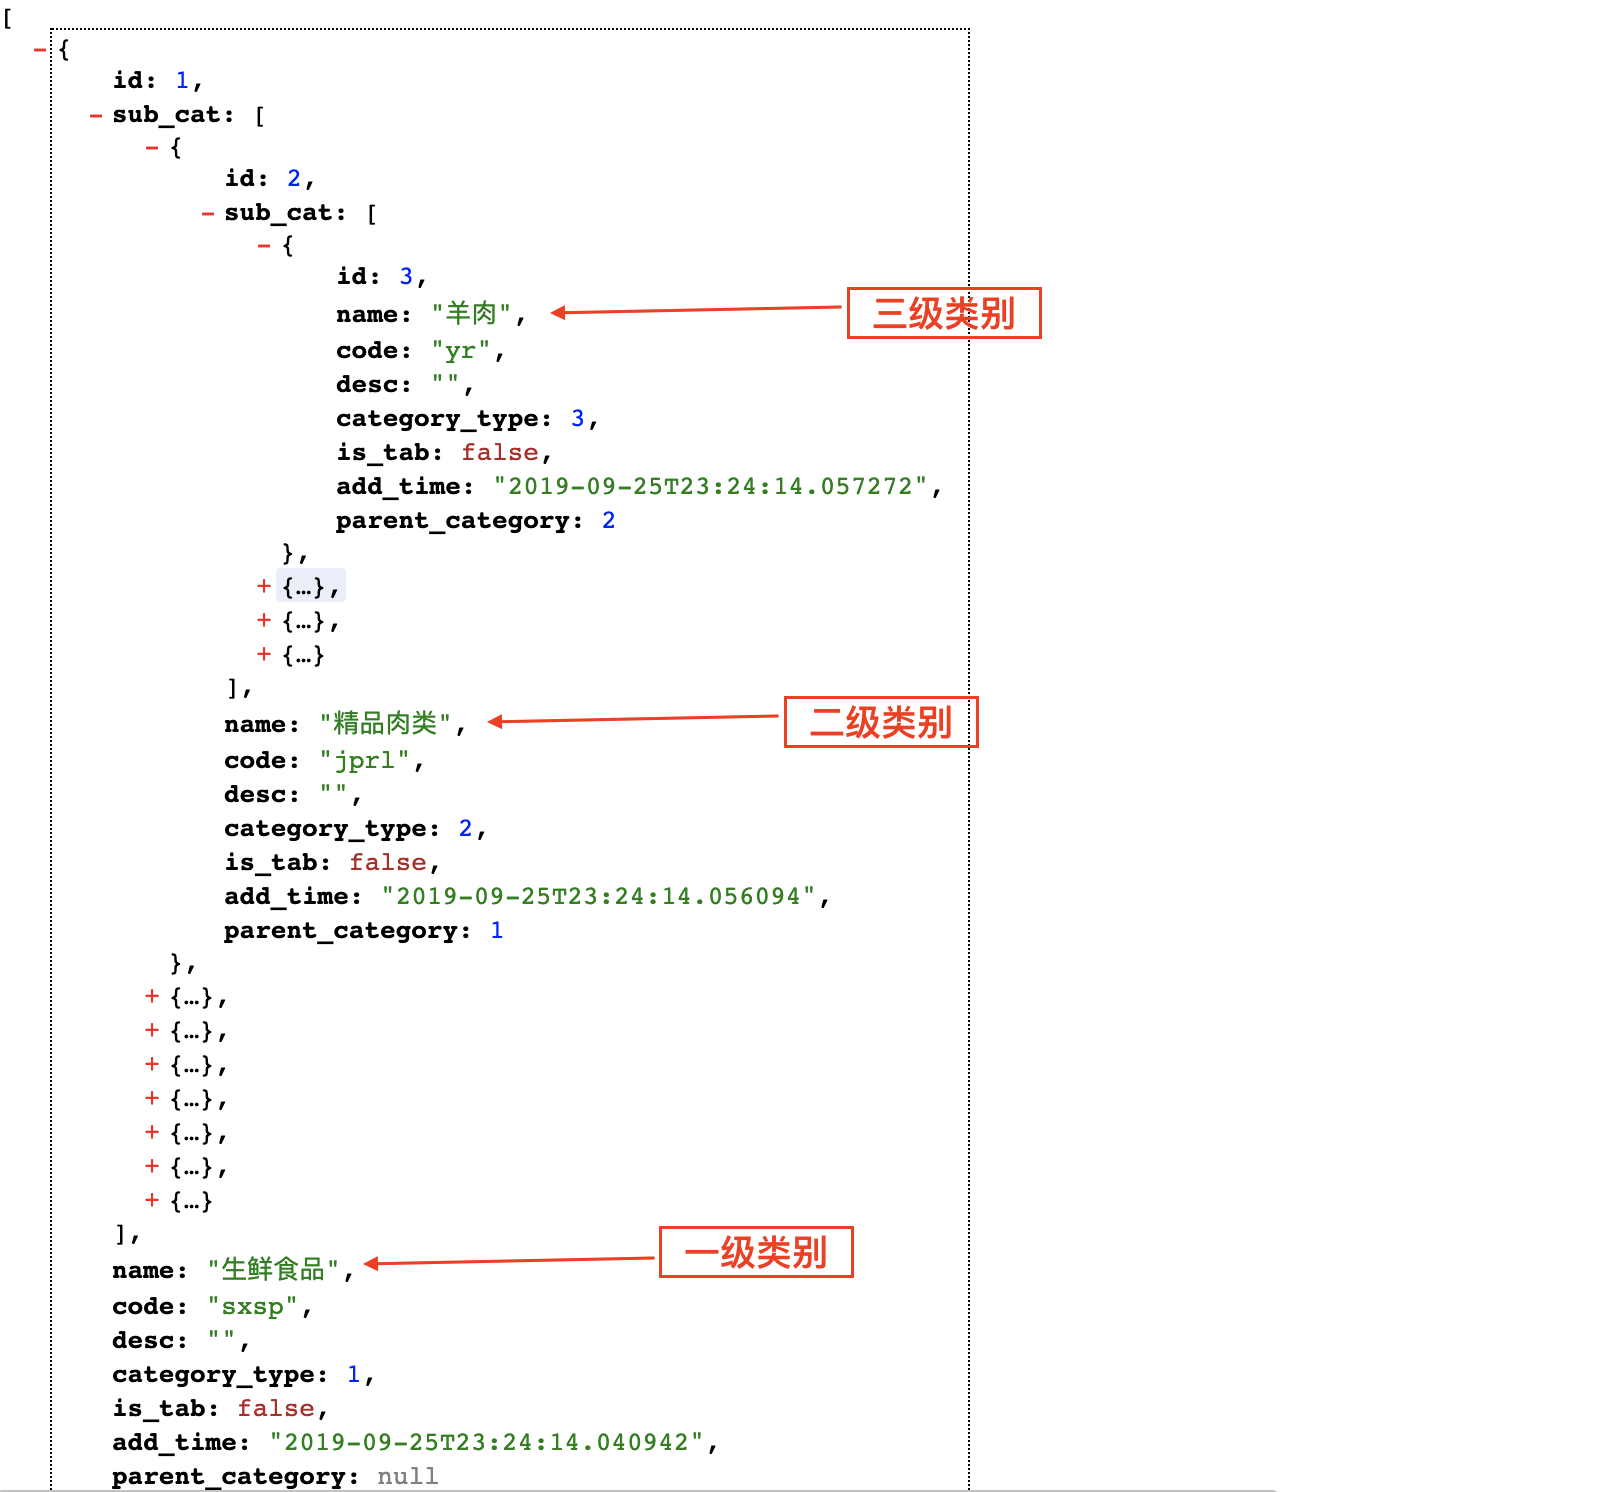 [
- {
id: 1,
- sub_cat: [
- {
id: 2,
- sub_cat: [
- {
id: 3,
name: "羊肉", 三级类别
code: "yr",
desc: "",
category_type: 3,
is_tab: false,
add_time: "2019-09-25T23:24:14.057272",
parent_category: 2
},
+ {…},
+ {…},
+ {…}
],
name: "精品肉类", 二级类别
code: "jprl",
desc: "",
category_type: 2,
is_tab: false,
add_time: "2019-09-25T23:24:14.056094",
parent_category: 1
},
+ {…},
+ {…},
+ {…},
+ {…},
+ {…},
+ {…},
+ {…}
],
name: "生鲜食品", 一级类别
code: "sxsp",
desc: "",
category_type: 1,
is_tab: false,
add_time: "2019-09-25T23:24:14.040942",
parent_category: null